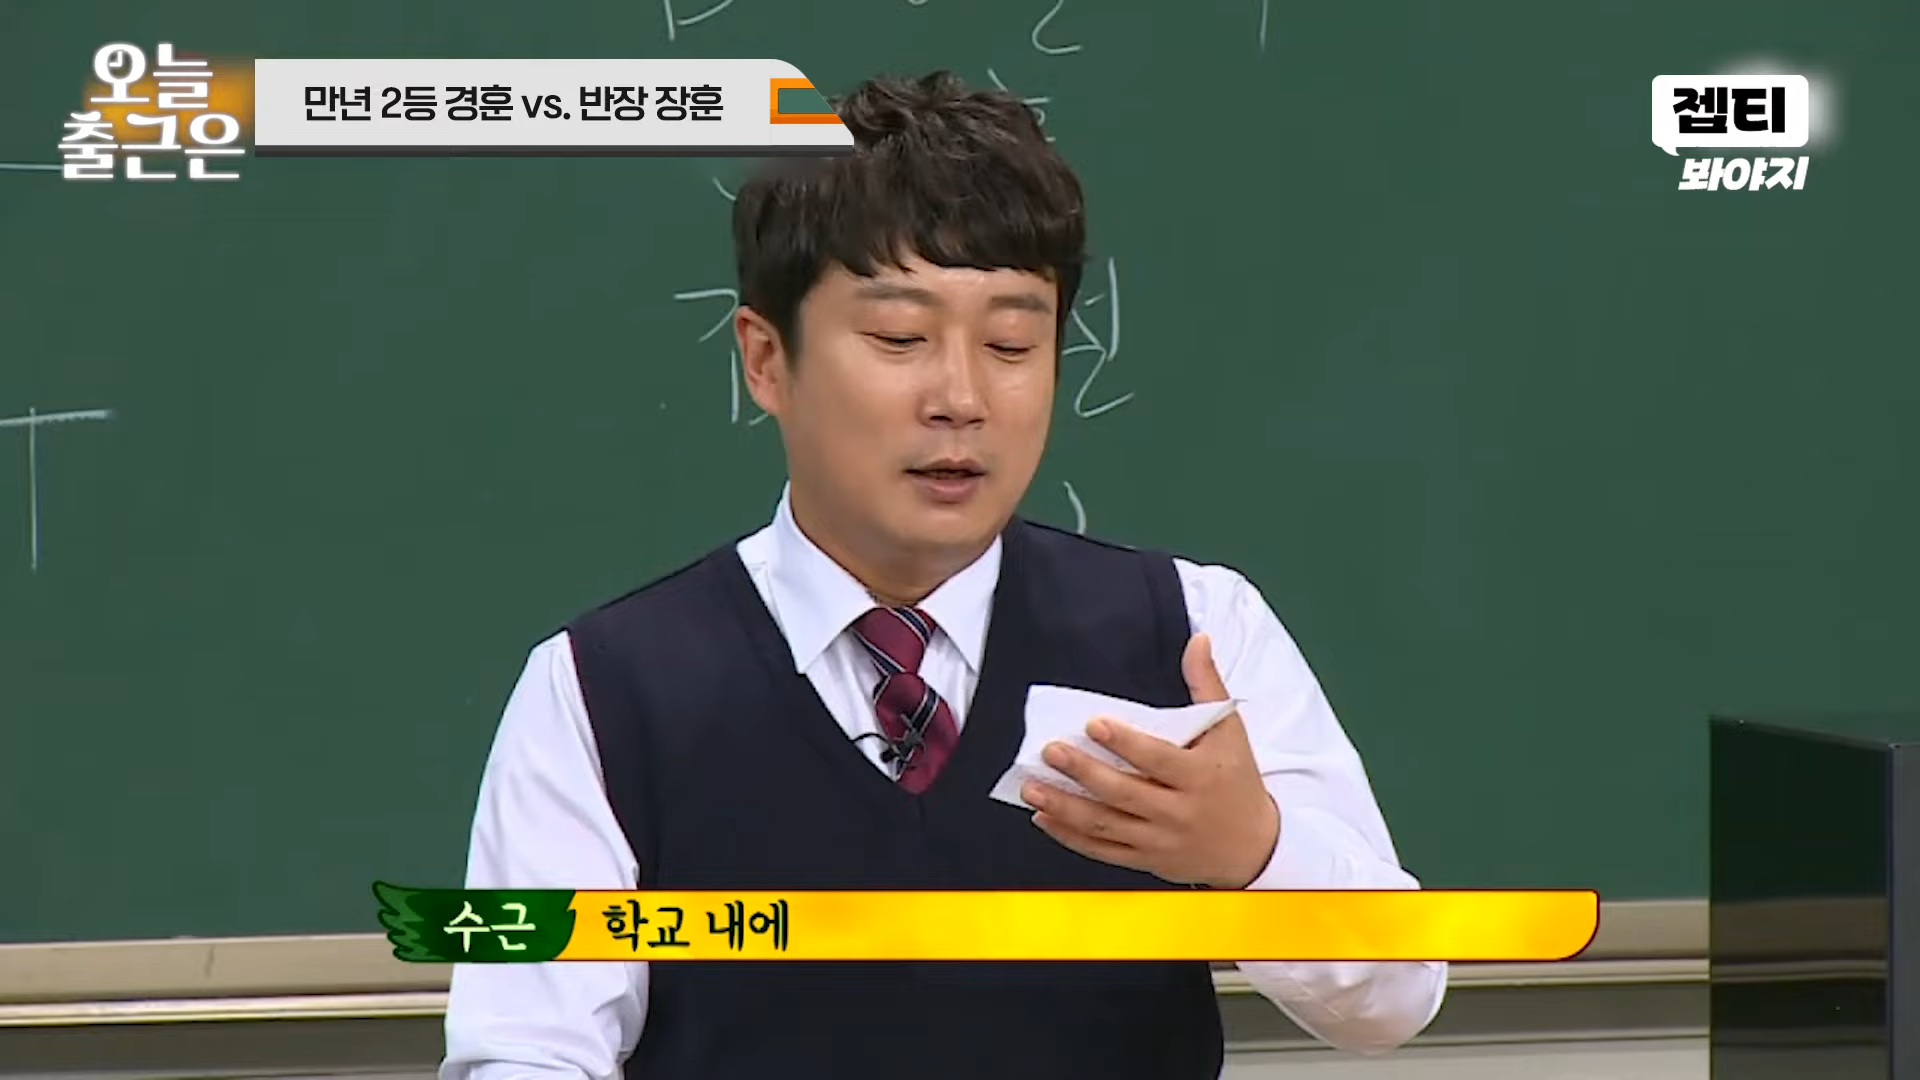 오늘
출근은
만년 2등 경훈 vs. 반장 장훈
젭티
봐야지
수근 학교 내에